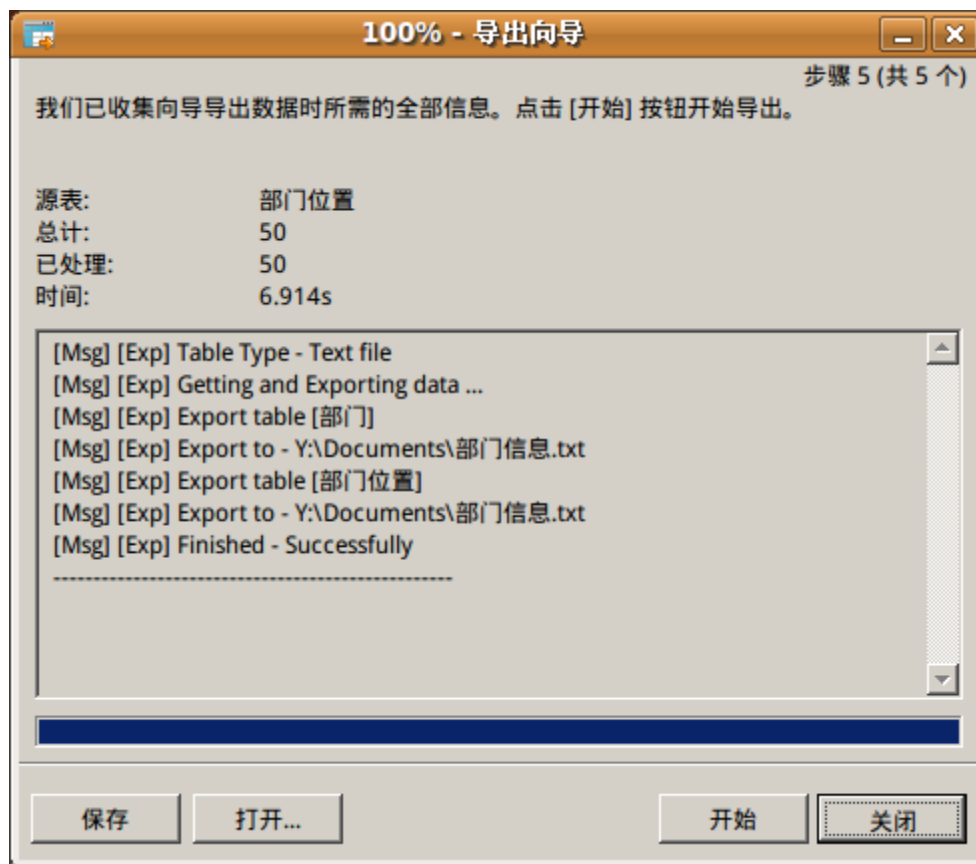 100% - 导出向导
步骤 5 (共 5 个)
我们已收集向导导出数据时所需的全部信息。点击 [开始] 按钮开始导出。
源表: 部门位置
总计: 50
已处理: 50
时间: 6.914s
[Msg] [Exp] Table Type - Text file
[Msg] [Exp] Getting and Exporting data ...
[Msg] [Exp] Export table [部门]
[Msg] [Exp] Export to - Y:\Documents\部门信息.txt
[Msg] [Exp] Export table [部门位置]
[Msg] [Exp] Export to - Y:\Documents\部门信息.txt
[Msg] [Exp] Finished - Successfully
--------------------------------------------------
保存 打开... 开始 关闭